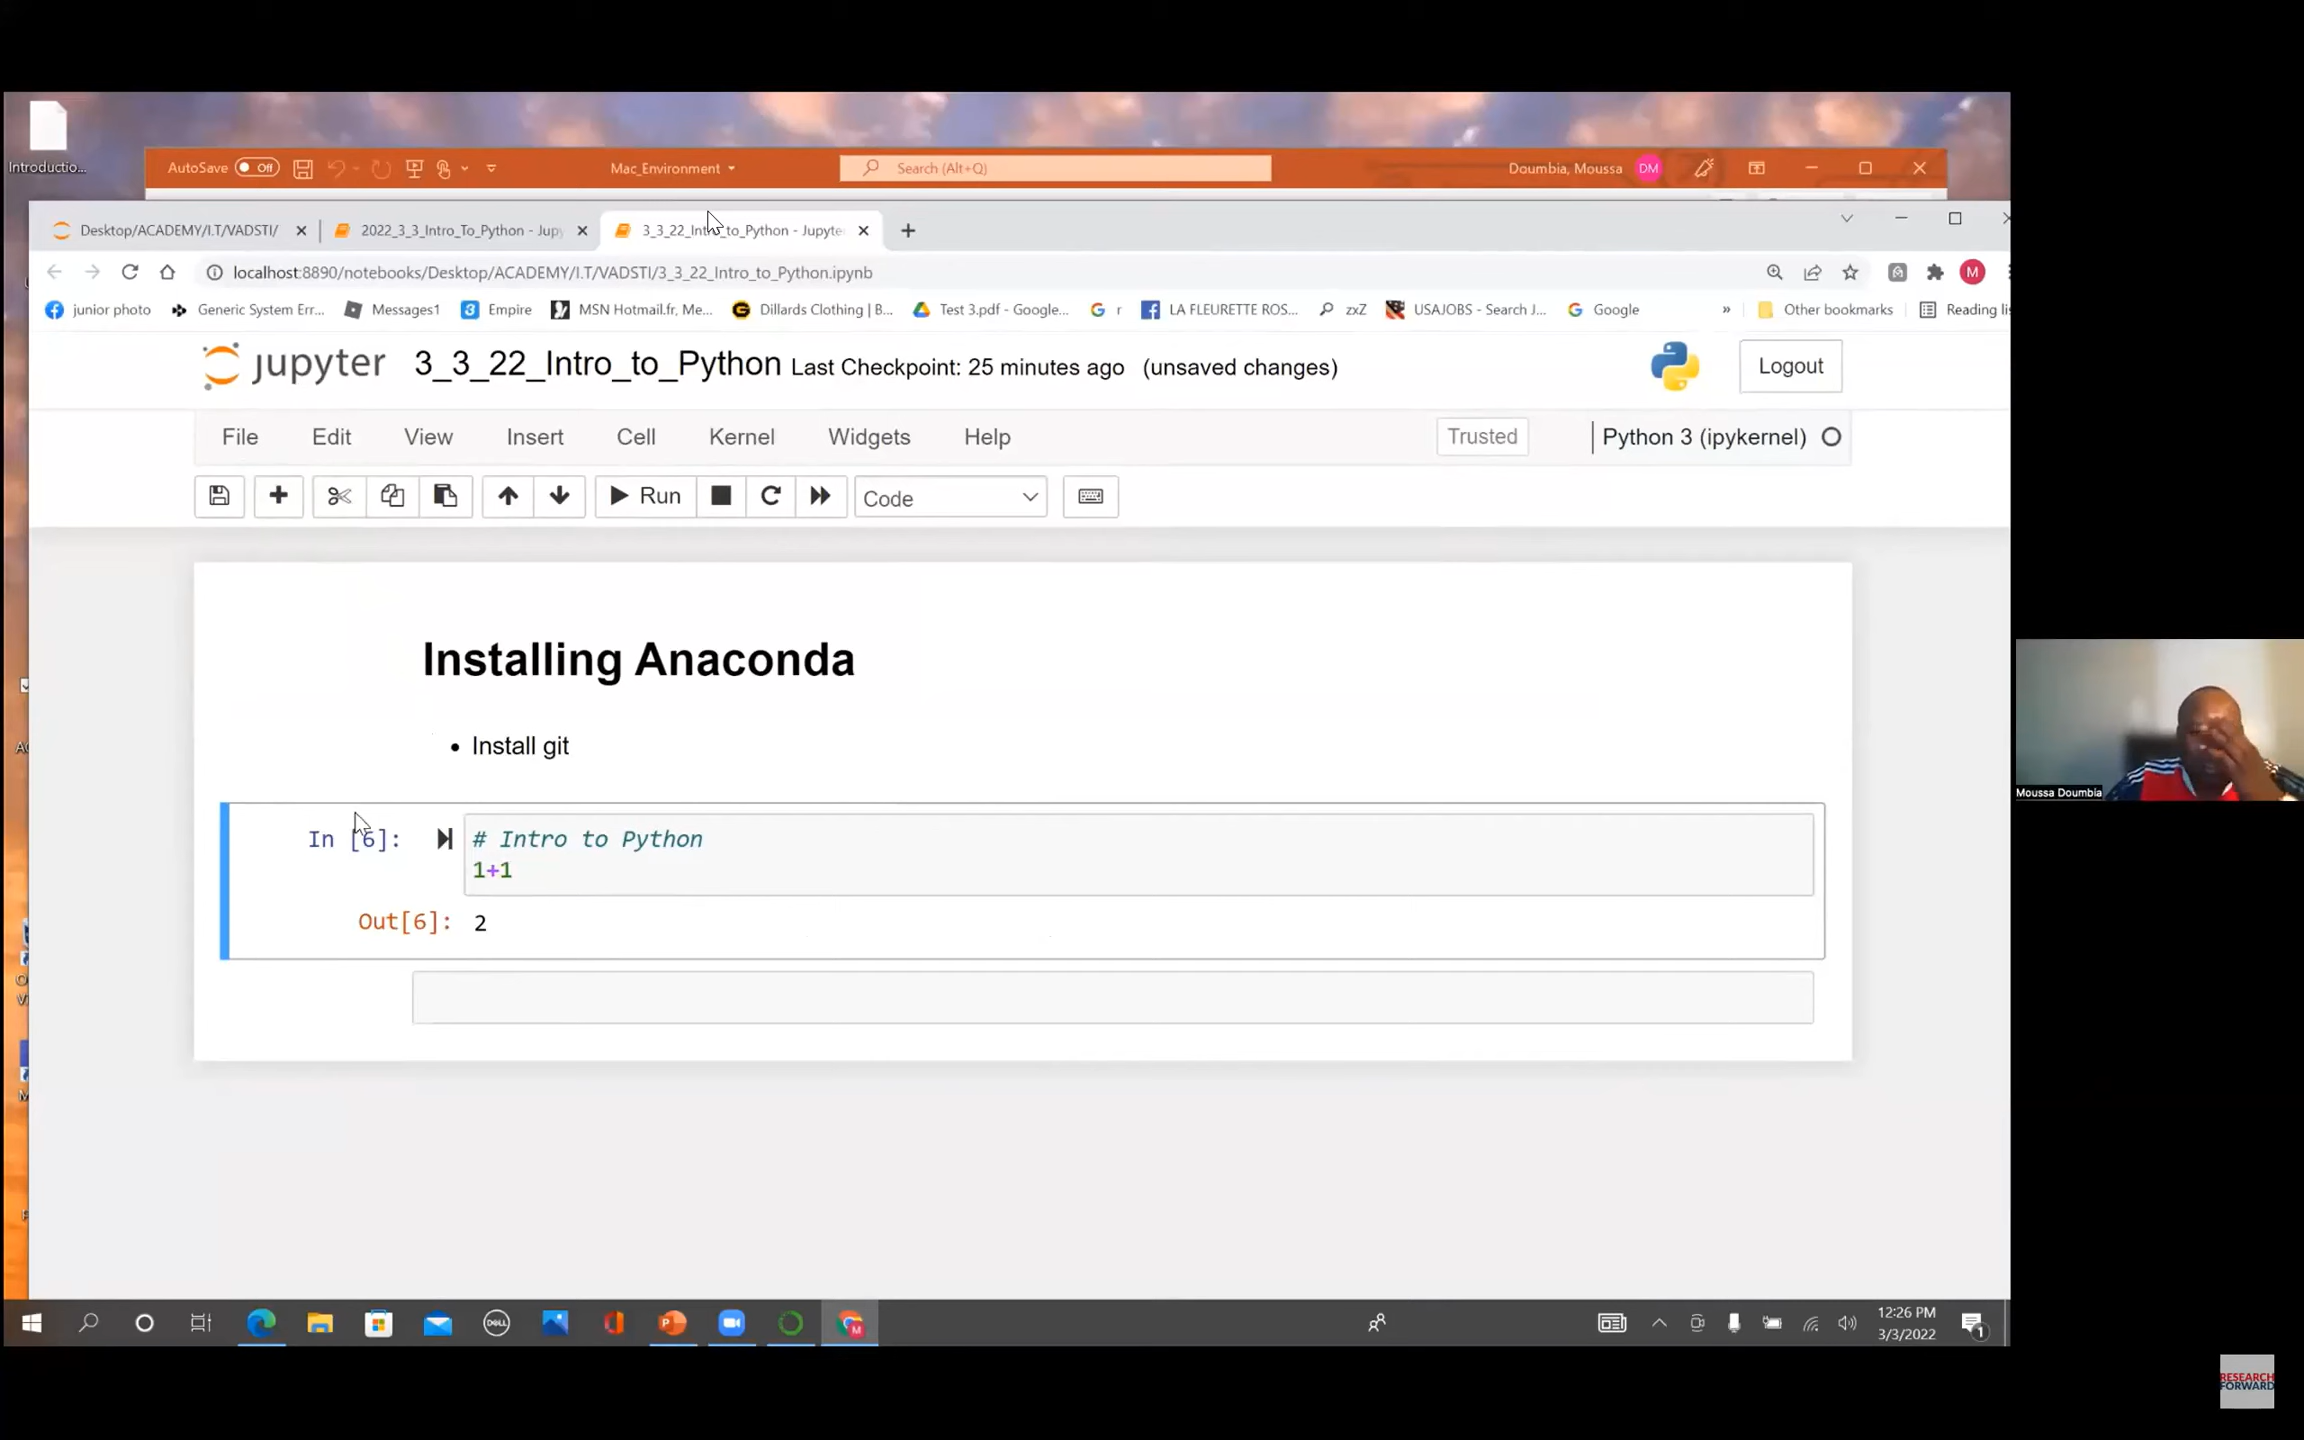 Introductio...
AutoSave Off
Mac_Environment
Search (Alt+Q)
Doumbia, Moussa DM
Desktop/ACADEMY/I.T/VADSTI/
2022_3_3_Intro_To_Python - Jup
3_3_22_Intro_to_Python - Jupyte
localhost:8890/notebooks/Desktop/ACADEMY/I.T/VADSTI/3_3_22_Intro_to_Python.ipynb
M
junior photo
Generic System Err...
Messages1
Empire
MSN Hotmail.fr, Me...
Dillards Clothing | B...
Test 3.pdf - Google...
r
LA FLEURETTE ROS...
zxZ
USAJOBS - Search J...
Google
»
Other bookmarks
Reading lis
jupyter 3_3_22_Intro_to_Python Last Checkpoint: 25 minutes ago (unsaved changes)
Logout
File Edit View Insert Cell Kernel Widgets Help
Trusted
Python 3 (ipykernel)
Run
Code
Installing Anaconda
• Install git
In [6]: # Intro to Python
1+1
Out[6]: 2
Moussa Doumbia
DELL
12:26 PM
3/3/2022
1
RESEARCH
FORWARD